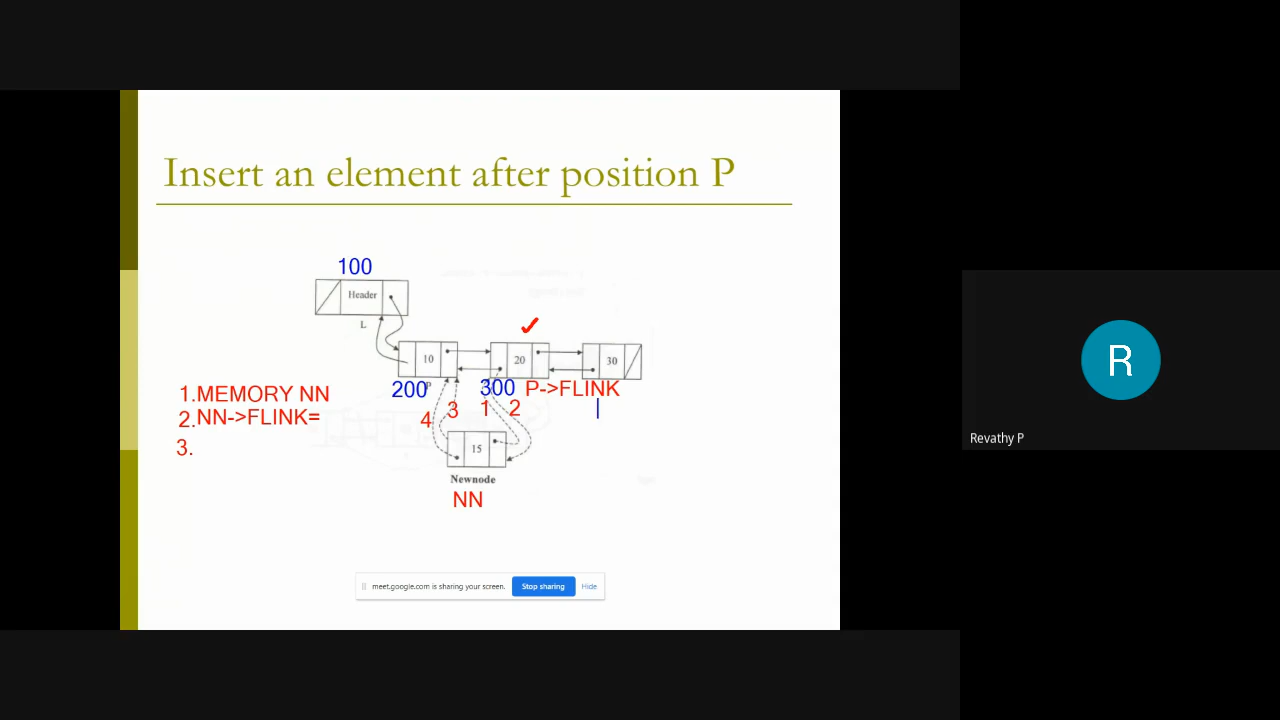 Insert an element after position P
100
Header
L
10
20
30
1.MEMORY NN
200
P
300
P->FLINK
2.NN->FLINK=
4
3
1
2
3.
15
Newnode
NN
R
Revathy P
meet.google.com is sharing your screen.
Stop sharing
Hide